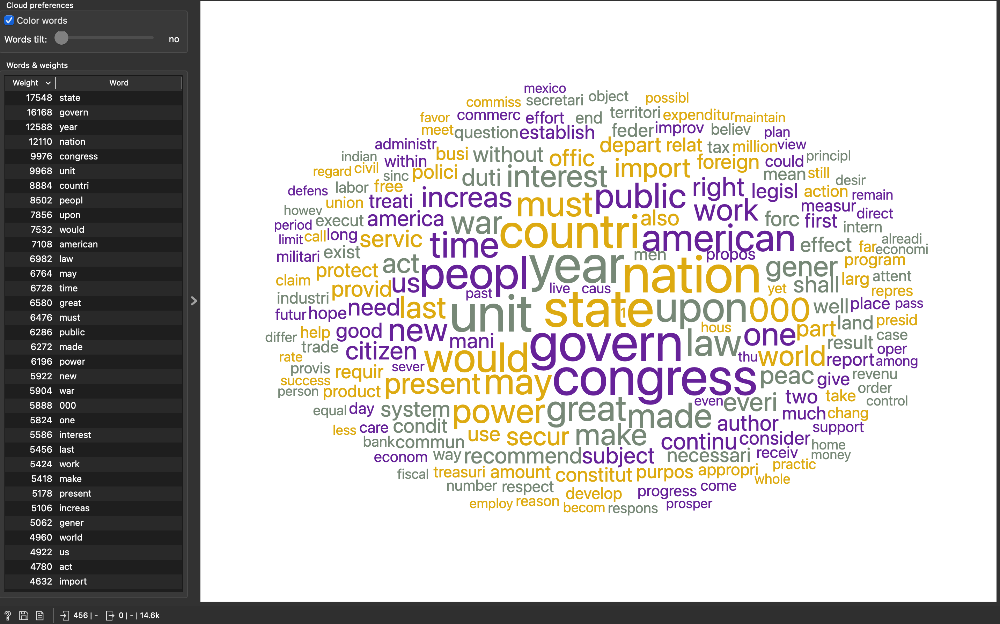 Cloud preferences
Color words
Words tilt: no
Words & weights
Weight Word
17548 state
16168 govern
12588 year
12110 nation
9976 congress
9968 unit
8884 countri
8502 peopl
7856 upon
7532 would
7108 american
6982 law
6764 may
6728 time
6580 great
6476 must
6286 public
6272 made
6196 power
5922 new
5904 war
5888 000
5824 one
5586 interest
5456 last
5424 work
5418 make
5178 present
5106 increas
5062 gener
4960 world
4922 us
4780 act
4632 import
456 | - 0 | - | 14.6k
mexico
commiss secretari object possibl
favor commerc effort end territori expenditur maintain
meet question establish feder improv believ plan
administr busi without offic depart relat tax million view
indian within import foreign could principl
regard civil sinc polici duti interest mean still desir
defens labor free increas must public right legisl action remain
union treati work measur
howev execut america war countri also forc first direct
period limit call long servic time american intern
militari exist men propos effect far alreadi economi
act peopl year nation gener program
claim protect us live caus yet shall larg attent
industri provid past repres
futur hope need last unit state 1 upon 000 well place pass
differ help good new mani govern hous law one part land presid
trade citizen would thu world result case
rate provis requir sever report oper among
success present may congress peac give revenu
person product even everi two take order control
equal day system power great made author much chang
less care condit use secur make continu consider support
bank commun home
econom way recommend subject necessari receiv money
fiscal treasuri amount constitut purpos appropri practic whole
number respect develop progress come
employ reason becom respons prosper